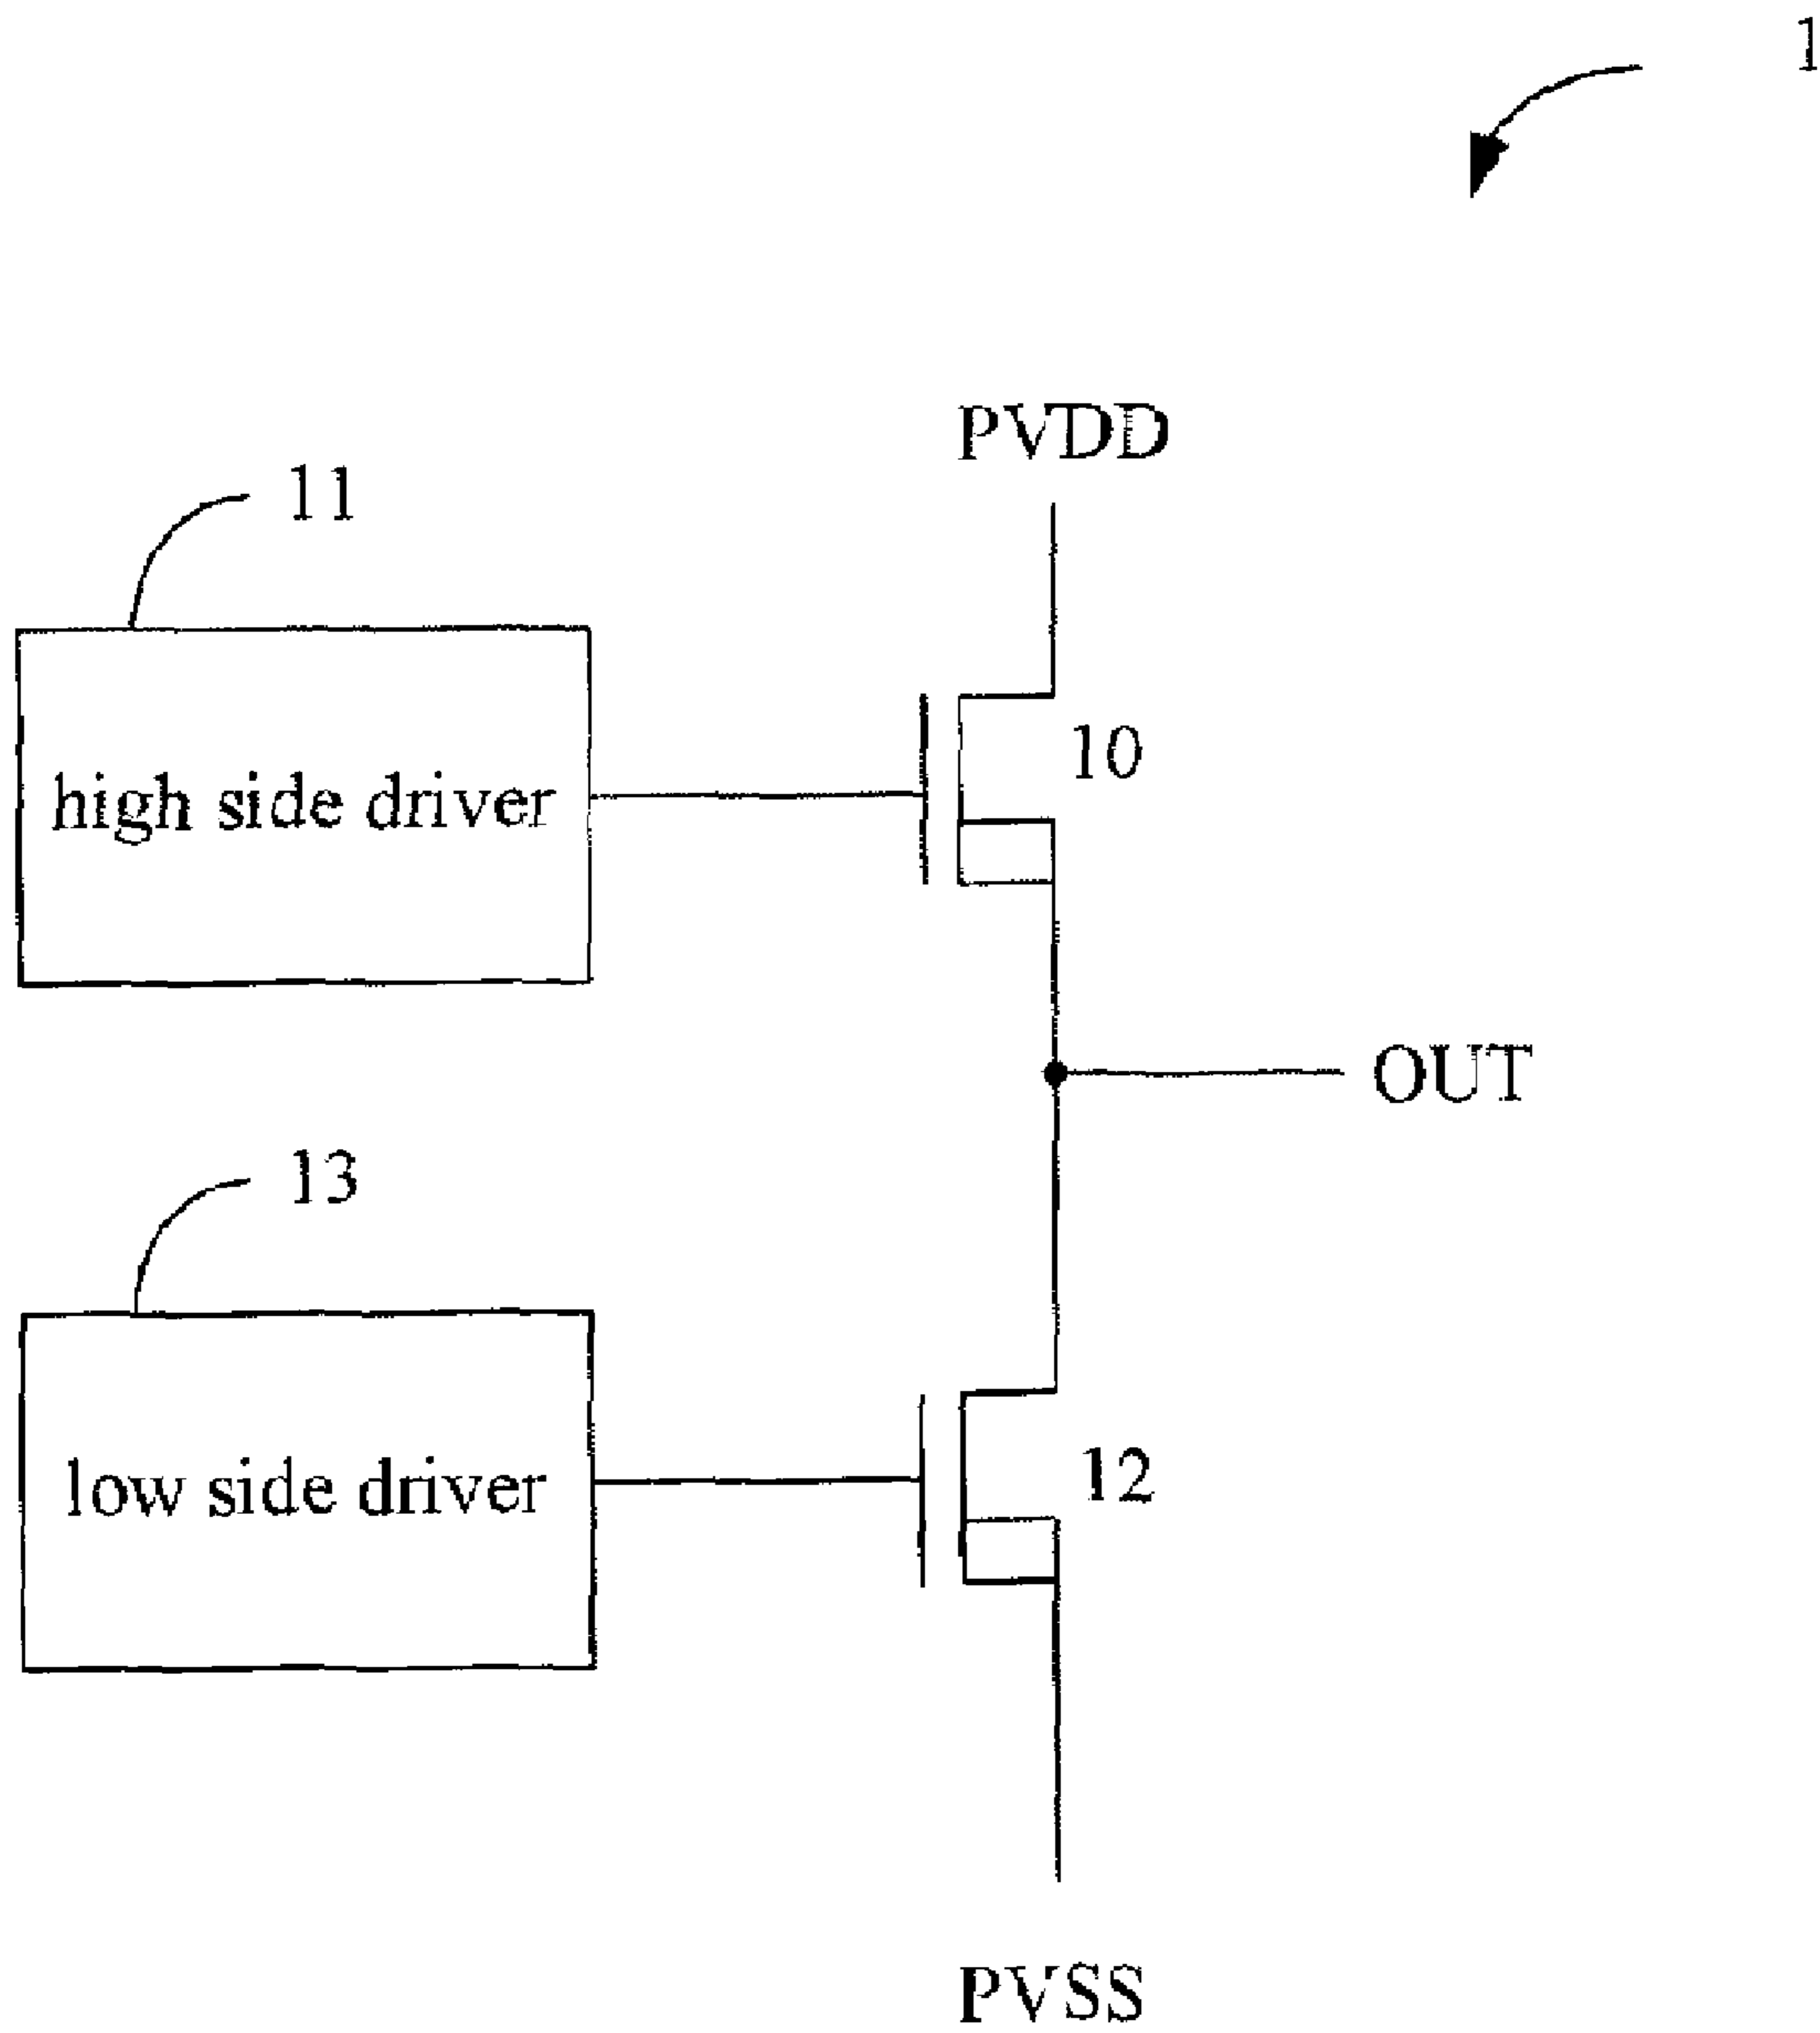 1
PVDD
11
10
high side driver
OUT
13
12
low side driver
PVSS